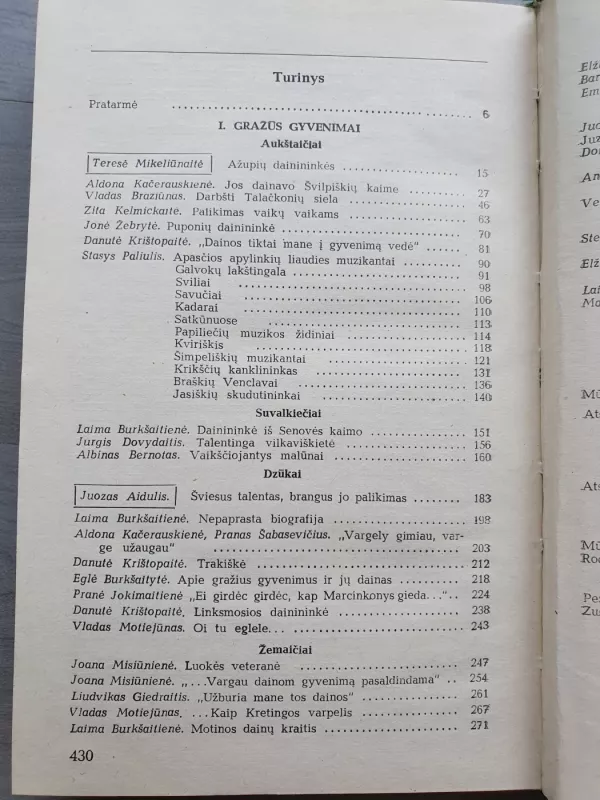 Turinys
Pratarmė . . . . . . . . . . 6
I. GRAŽŪS GYVENIMAI
Aukštaičiai
Teresė Mikeliūnaitė Ažupių dainininkės . . . . . . . . . . 15
Aldona Kačerauskienė. Jos dainavo Švilpiškių kaime . . . . . . . . . . 27
Vladas Braziūnas. Darbšti Talačkonių siela . . . . . . . . . . 46
Zita Kelmickaitė. Palikimas vaikų vaikams . . . . . . . . . . 63
Jonė Žebrytė. Puponių dainininkė . . . . . . . . . . 70
Danutė Krištopaitė. „Dainos tiktai mane į gyvenimą vedė“ . . . . . . 81
Stasys Paliulis. Apasčios apylinkių liaudies muzikantai . . . . . . . . . . 90
Galvokų lakštingala . . . . . . . . . . 91
Sviliai . . . . . . . . . . 98
Savučiai . . . . . . . . . . 106
Kadarai . . . . . . . . . . 110
Satkūnuose . . . . . . . . . . 113
Papiliečių muzikos židiniai . . . . . . . . . . 114
Kviriškis . . . . . . . . . . 118
Šimpeliškių muzikantai . . . . . . . . . . 121
Krikščių kanklininkas . . . . . . . . . . 131
Braškių Venclavai . . . . . . . . . . 136
Jasiškių skudutininkai . . . . . . . . . . 140
Suvalkiečiai
Laima Burkšaitienė. Dainininkė iš Senovės kaimo . . . . . . . . . . 151
Jurgis Dovydaitis. Talentinga vilkaviškietė . . . . . . . . . . 156
Albinas Bernotas. Vaikščiojantys malūnai . . . . . . . . . . 160
Dzūkai
Juozas Aidulis. Šviesus talentas, brangus jo palikimas . . . . . . . 183
Laima Burkšaitienė. Nepaprasta biografija . . . . . . . . . . 198
Aldona Kačerauskienė, Pranas Šabasevičius. „Vargely gimiau, var-
ge užaugau“ . . . . . . . . . . 203
Danutė Krištopaitė. Trakiškė . . . . . . . . . . 212
Eglė Burkšaitytė. Apie gražius gyvenimus ir jų dainas . . . . . . . 218
Pranė Jokimaitienė „Ei girdėc girdėc, kap Marcinkonys gieda. . .“ . . 224
Danutė Krištopaitė. Linksmosios dainininkė . . . . . . . . . . 238
Vladas Motiejūnas. Oi tu eglele. . . . . . . . . . . 243
Žemaičiai
Joana Misiūnienė. Luokės veteranė . . . . . . . . . . 247
Joana Misiūnienė. „. . .Vargau dainom gyvenimą pasaldindama“ . . 254
Liudvikas Giedraitis. „Užburia mane tos dainos“ . . . . . . . . . . 261
Vladas Motiejūnas. . . .Kaip Kretingos varpelis . . . . . . . . . . 267
Laima Burkšaitienė. Motinos dainų kraitis . . . . . . . . . . 271
430